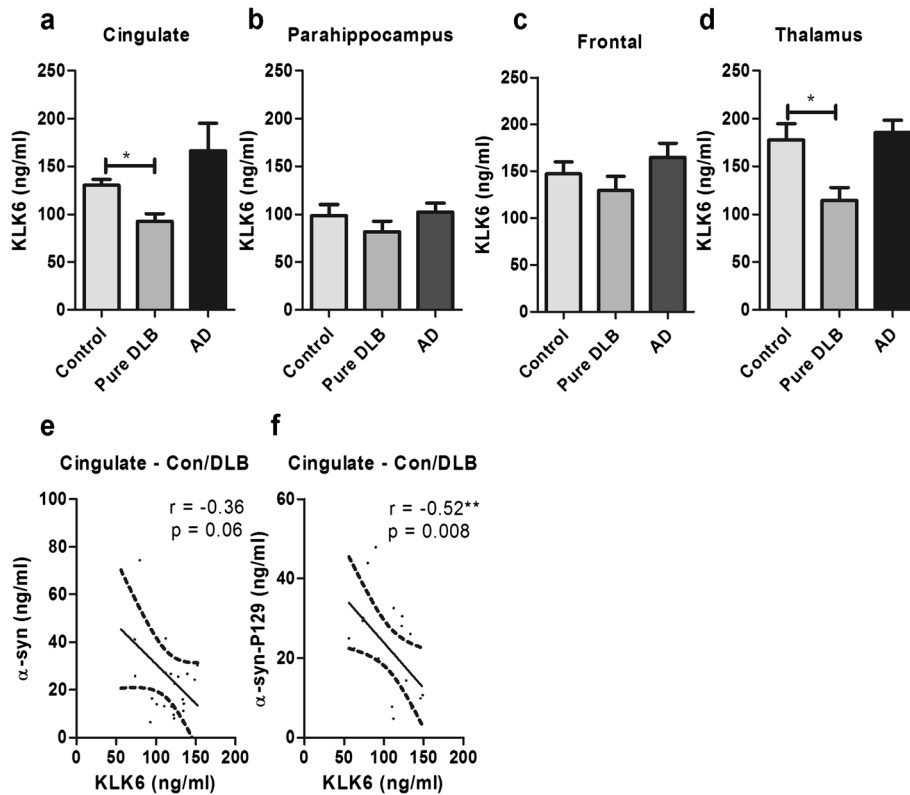 a
Cingulate
KLK6 (ng/ml)
250
200
150
100
50
0
*
Control
Pure DLB
AD
b
Parahippocampus
KLK6 (ng/ml)
250
200
150
100
50
0
Control
Pure DLB
AD
c
Frontal
KLK6 (ng/ml)
250
200
150
100
50
0
Control
Pure DLB
AD
d
Thalamus
KLK6 (ng/ml)
250
200
150
100
50
0
*
Control
Pure DLB
AD
e
Cingulate - Con/DLB
α-syn (ng/ml)
100
80
60
40
20
0
r = -0.36
p = 0.06
0 50 100 150 200
KLK6 (ng/ml)
f
Cingulate - Con/DLB
α-syn-P129 (ng/ml)
60
40
20
0
r = -0.52**
p = 0.008
0 50 100 150 200
KLK6 (ng/ml)